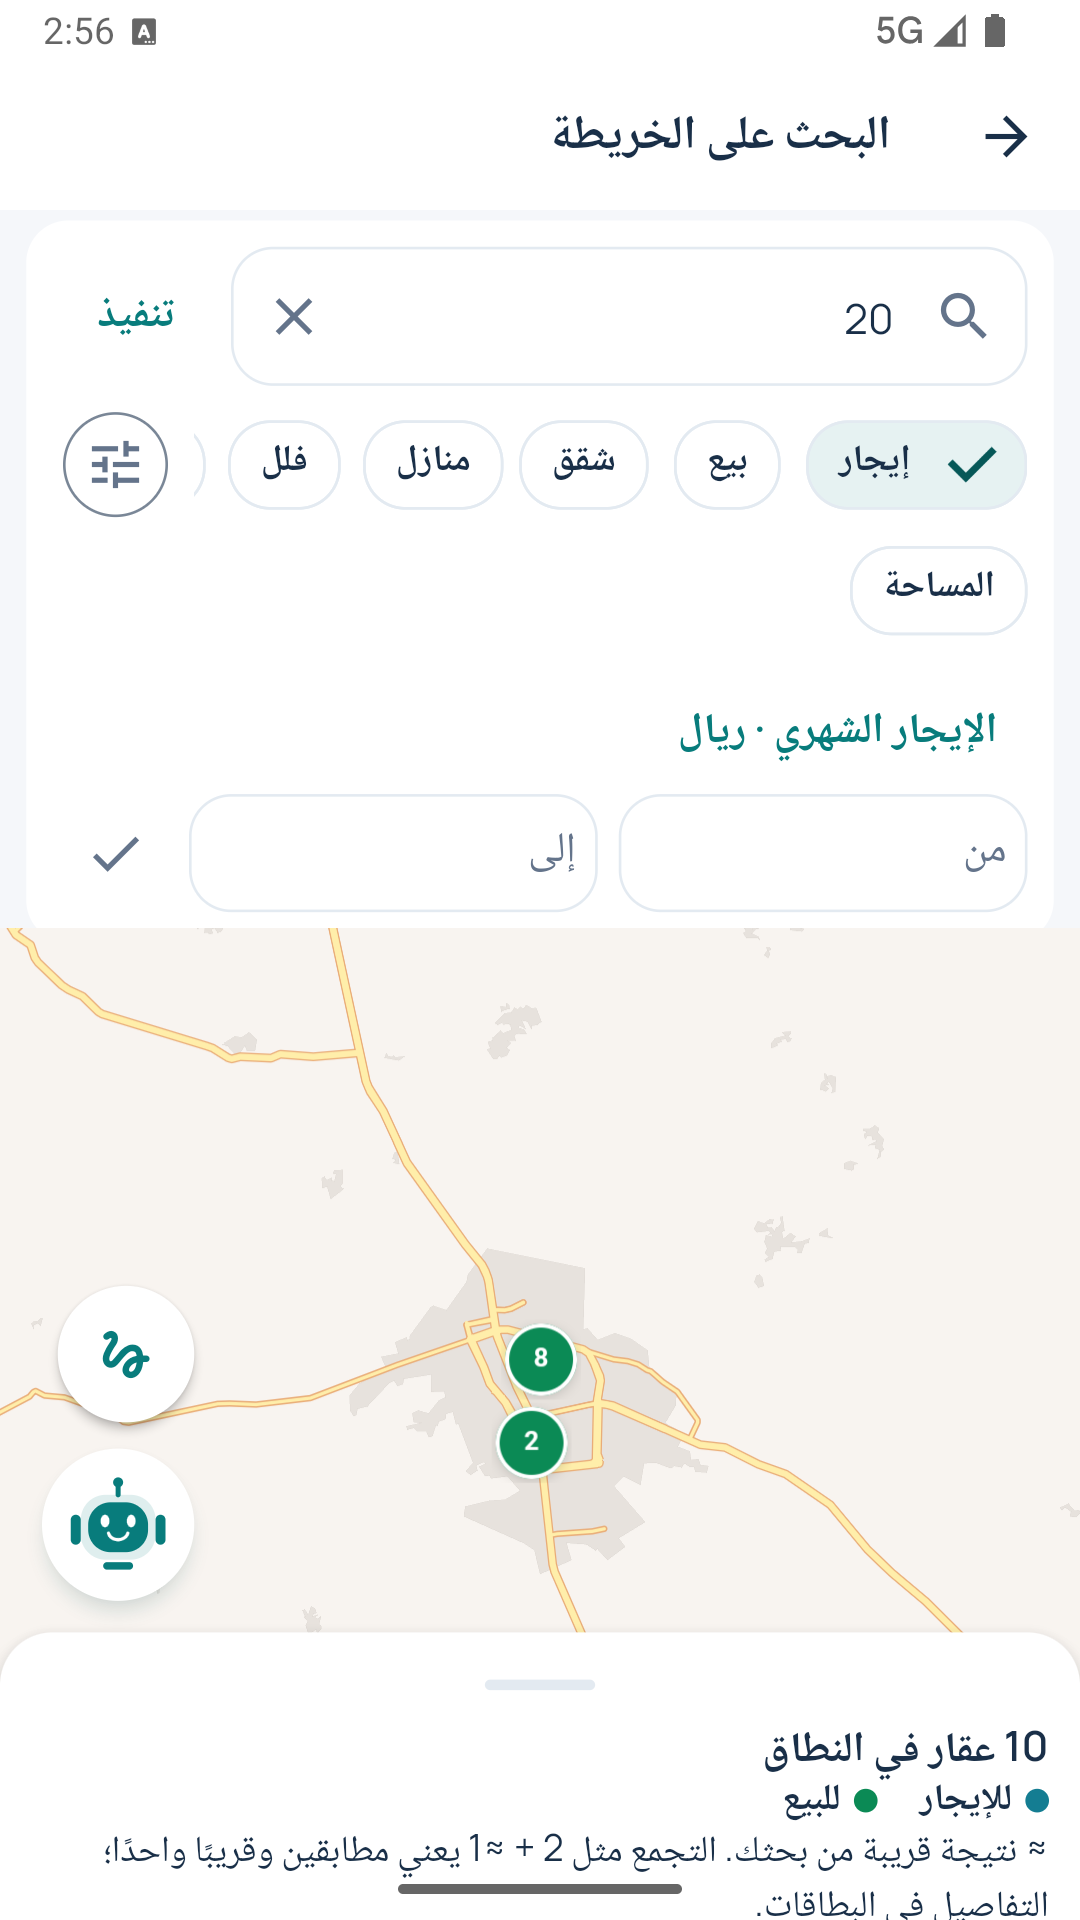 2:56
5G
البحث على الخريطة
20
تنفيذ
إيجار
بيع
شقق
منازل
فلل
المساحة
الإيجار الشهري · ريال
من
إلى
8
2
10 عقار في النطاق
للإيجار
للبيع
≈ نتيجة قريبة من بحثك. التجمع مثل 2 + ≈1 يعني مطابقين وقريبًا واحدًا؛
التفاصيل في البطاقات.